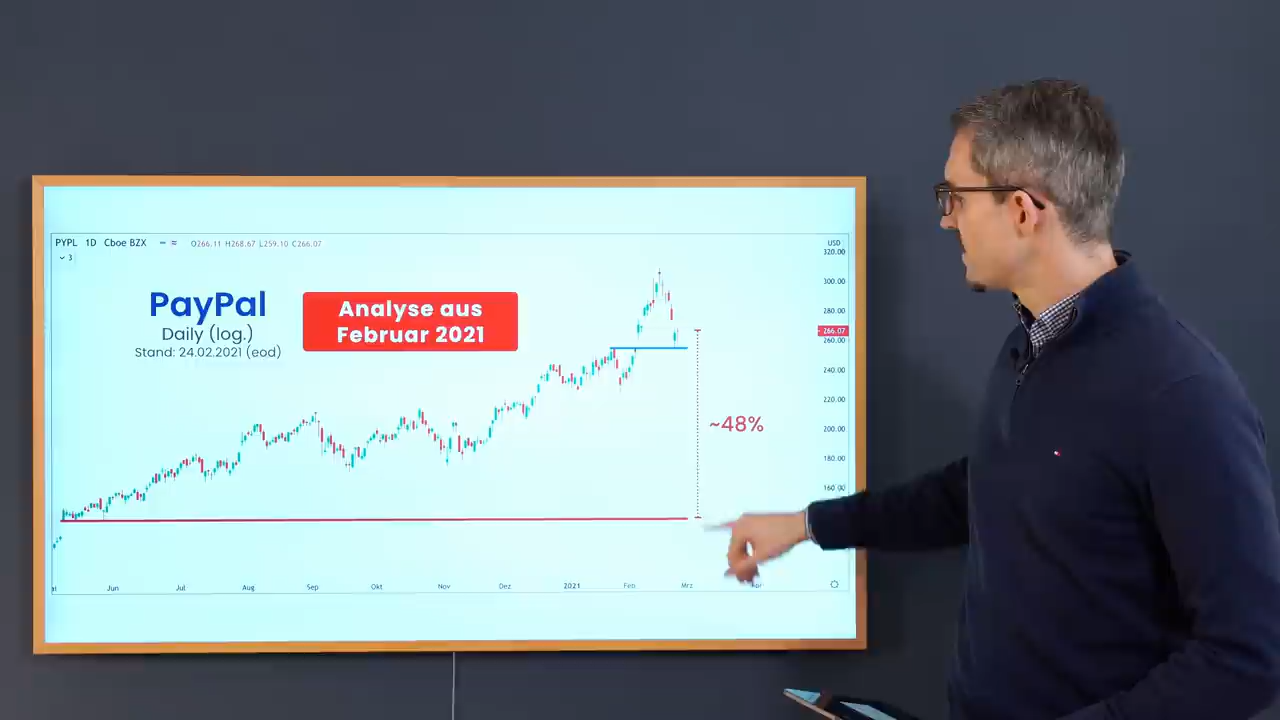 PYPL 1D Cboe BZX O266.11 H268.67 L259.10 C266.07
3
USD
320.00
300.00
280.00
266.07
260.00
240.00
220.00
200.00
180.00
160.00
PayPal
Daily (log.)
Stand: 24.02.2021 (eod)
Analyse aus
Februar 2021
~48%
Jun Jul Aug Sep Okt Nov Dez 2021 Feb Mrz